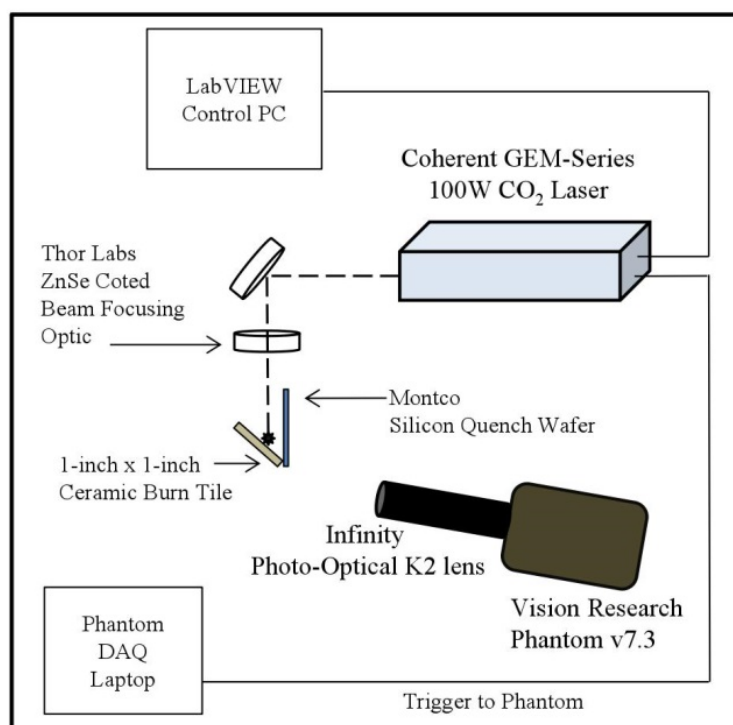 LabVIEW
Control PC
Coherent GEM-Series
100W CO₂ Laser
Thor Labs
ZnSe Coted
Beam Focusing
Optic
Montco
Silicon Quench Wafer
1-inch x 1-inch
Ceramic Burn Tile
Infinity
Photo-Optical K2 lens
Vision Research
Phantom v7.3
Phantom
DAQ
Laptop
Trigger to Phantom